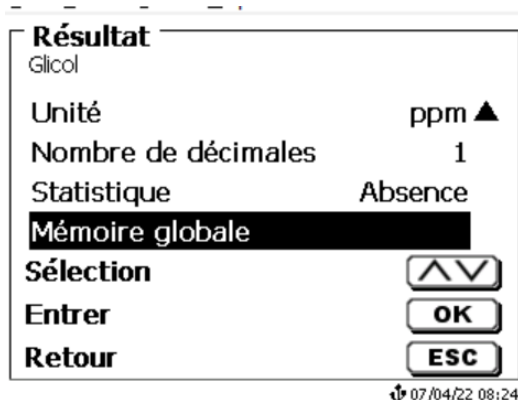 Résultat
Glicol
Unité ppm ▲
Nombre de décimales 1
Statistique Absence
Mémoire globale
Sélection
Entrer OK
Retour ESC
07/04/22 08:24